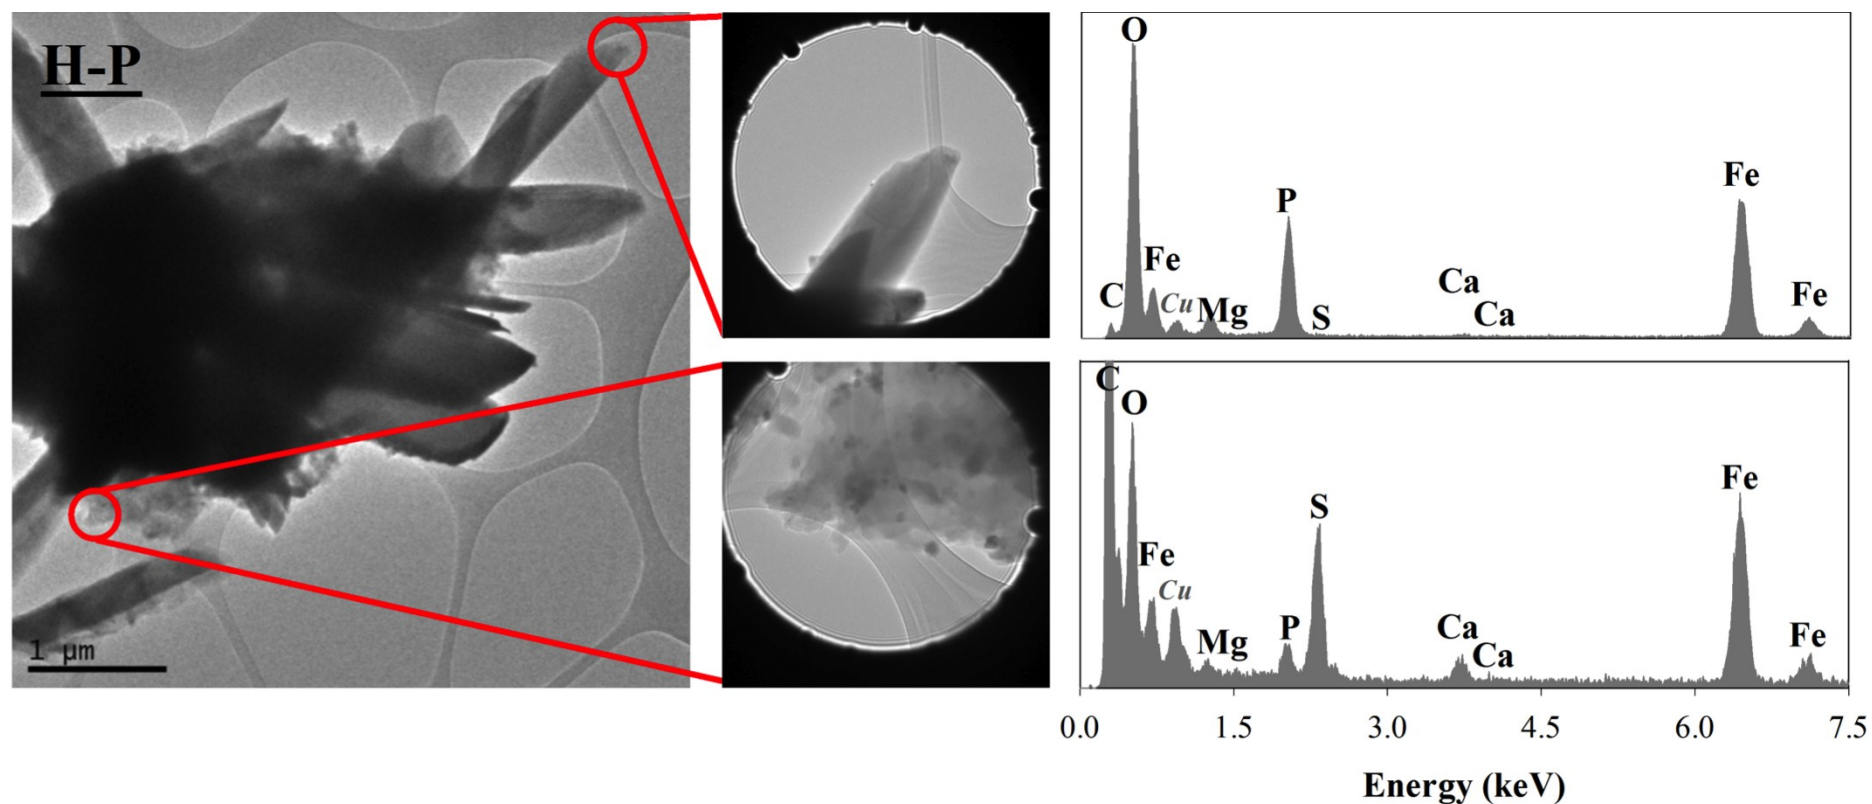 H-P
1 μm
O
P
Fe
Fe
Ca
C
Cu
Mg
S
Ca
Fe
C
O
S
Fe
Fe
Cu
Mg
P
Ca
Ca
Fe
0.0 1.5 3.0 4.5 6.0 7.5
Energy (keV)